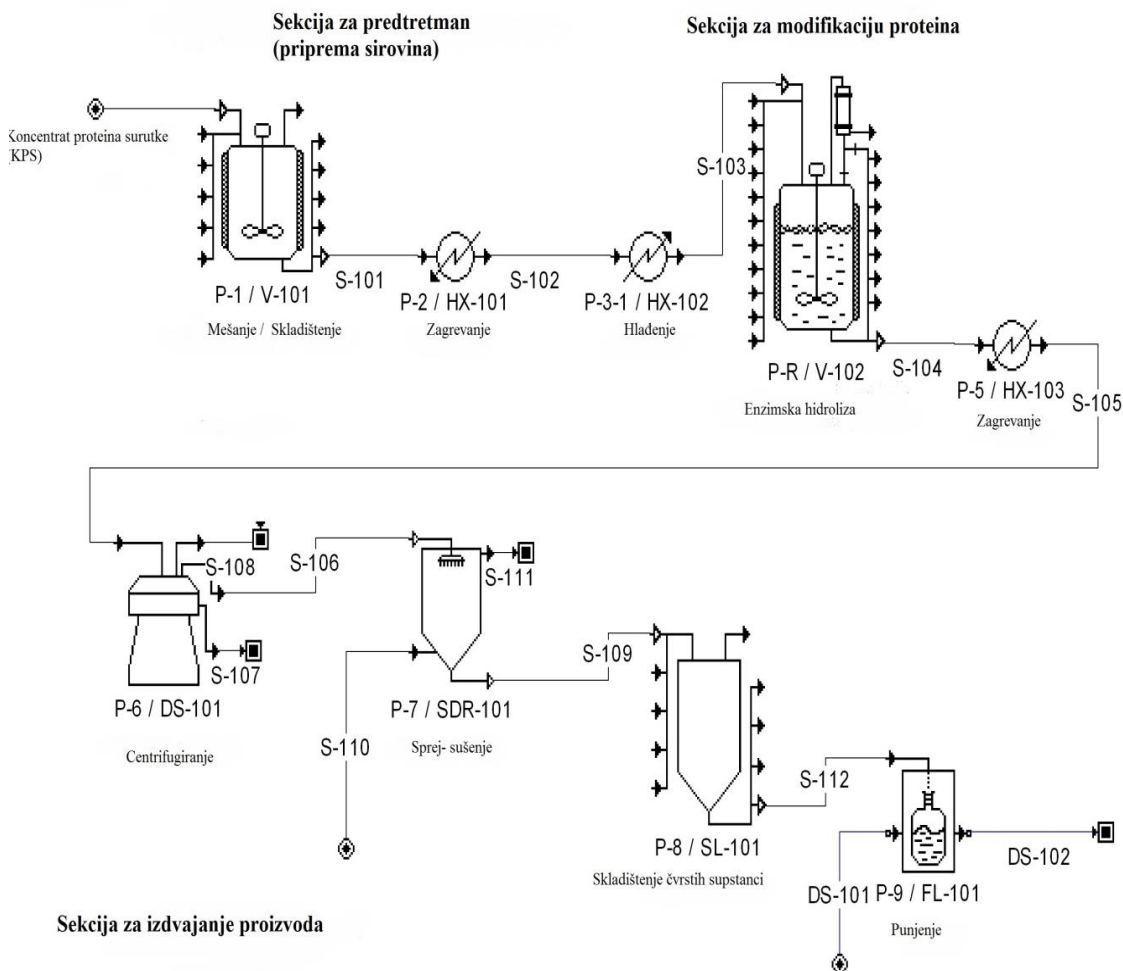 Sekcija za predtretman
(priprema sirovina)
Sekcija za modifikaciju proteina
Koncentrat proteina surutke
(KPS)
S-103
S-101
S-102
P-1 / V-101
Mešanje / Skladištenje
P-2 / HX-101
Zagrevanje
P-3-1 / HX-102
Hlađenje
P-R / V-102
Enzimska hidroliza
S-104
P-5 / HX-103
Zagrevanje
S-105
S-108
S-106
S-111
S-107
P-6 / DS-101
Centrifugiranje
S-110
P-7 / SDR-101
Sprej- sušenje
S-109
S-112
P-8 / SL-101
Skladištenje čvrstih supstanci
DS-101
P-9 / FL-101
Punjenje
DS-102
Sekcija za izdvajanje proizvoda